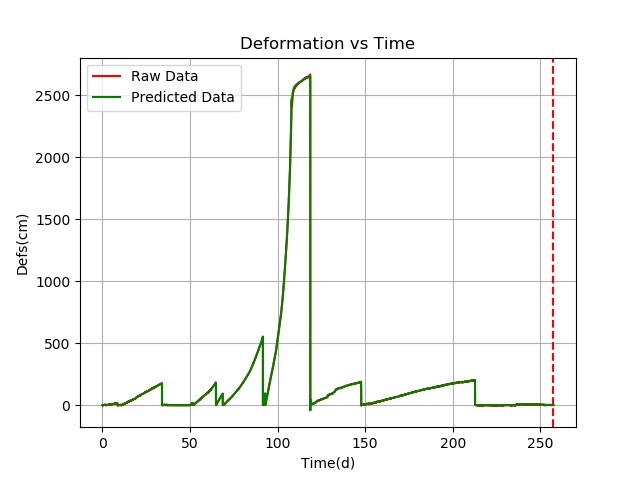 Deformation vs Time
Raw Data
Predicted Data
2500
2000
1500
1000
500
0
Defs(cm)
0 50 100 150 200 250
Time(d)